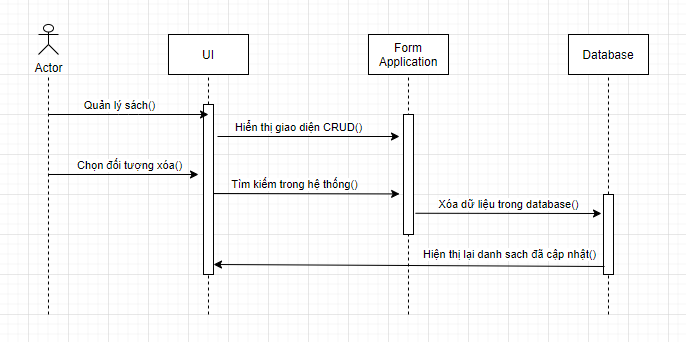 Actor
UI
Form
Application
Database
Quản lý sách()
Hiển thị giao diện CRUD()
Chọn đối tượng xóa()
Tìm kiếm trong hệ thống()
Xóa dữ liệu trong database()
Hiện thị lại danh sach đã cập nhật()